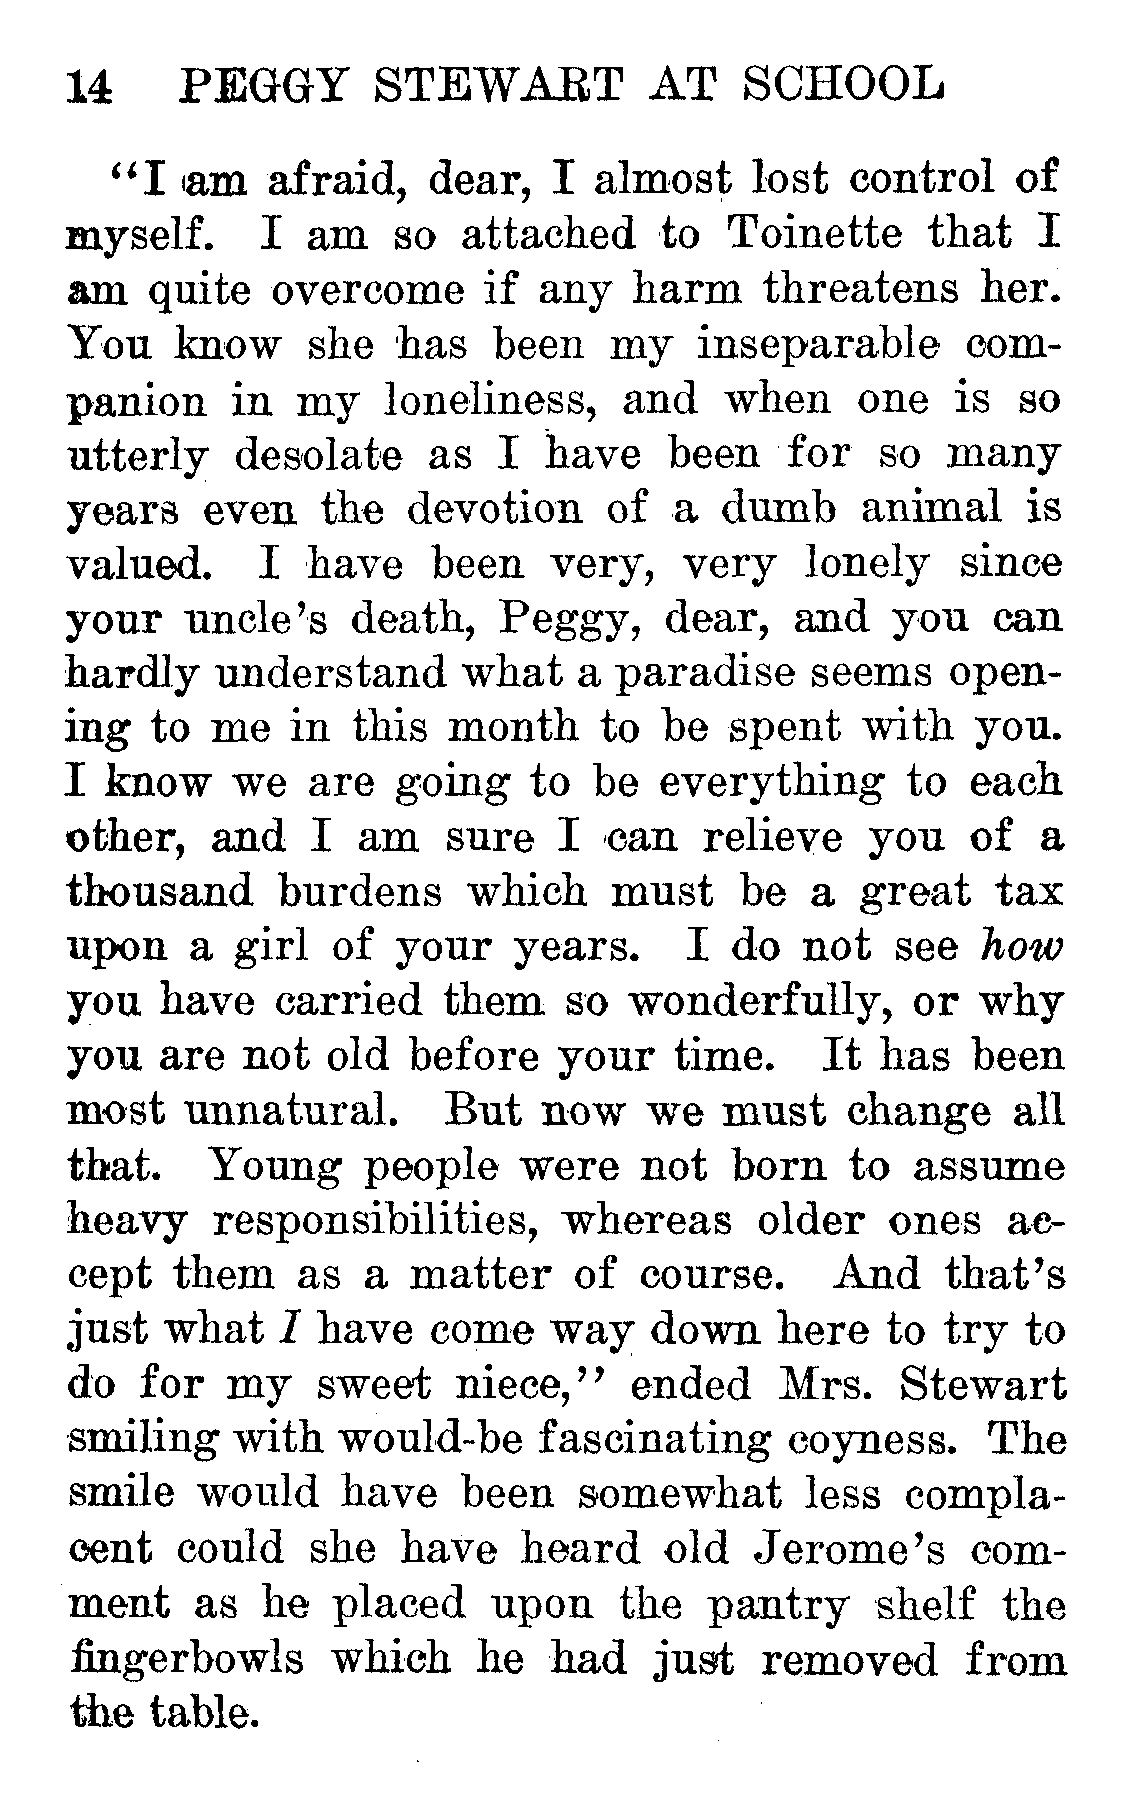 14 PEGGY STEWART AT SCHOOL
"I am afraid, dear, I almost lost control of
myself. I am so attached to Toinette that I
am quite overcome if any harm threatens her.
You know she has been my inseparable com-
panion in my loneliness, and when one is so
utterly desolate as I have been for so many
years even the devotion of a dumb animal is
valued. I have been very, very lonely since
your uncle's death, Peggy, dear, and you can
hardly understand what a paradise seems open-
ing to me in this month to be spent with you.
I know we are going to be everything to each
other, and I am sure I can relieve you of a
thousand burdens which must be a great tax
upon a girl of your years. I do not see how
you have carried them so wonderfully, or why
you are not old before your time. It has been
most unnatural. But now we must change all
that. Young people were not born to assume
heavy responsibilities, whereas older ones ac-
cept them as a matter of course. And that's
just what I have come way down here to try to
do for my sweet niece," ended Mrs. Stewart
smiling with would-be fascinating coyness. The
smile would have been somewhat less compla-
cent could she have heard old Jerome's com-
ment as he placed upon the pantry shelf the
fingerbowls which he had just removed from
the table.